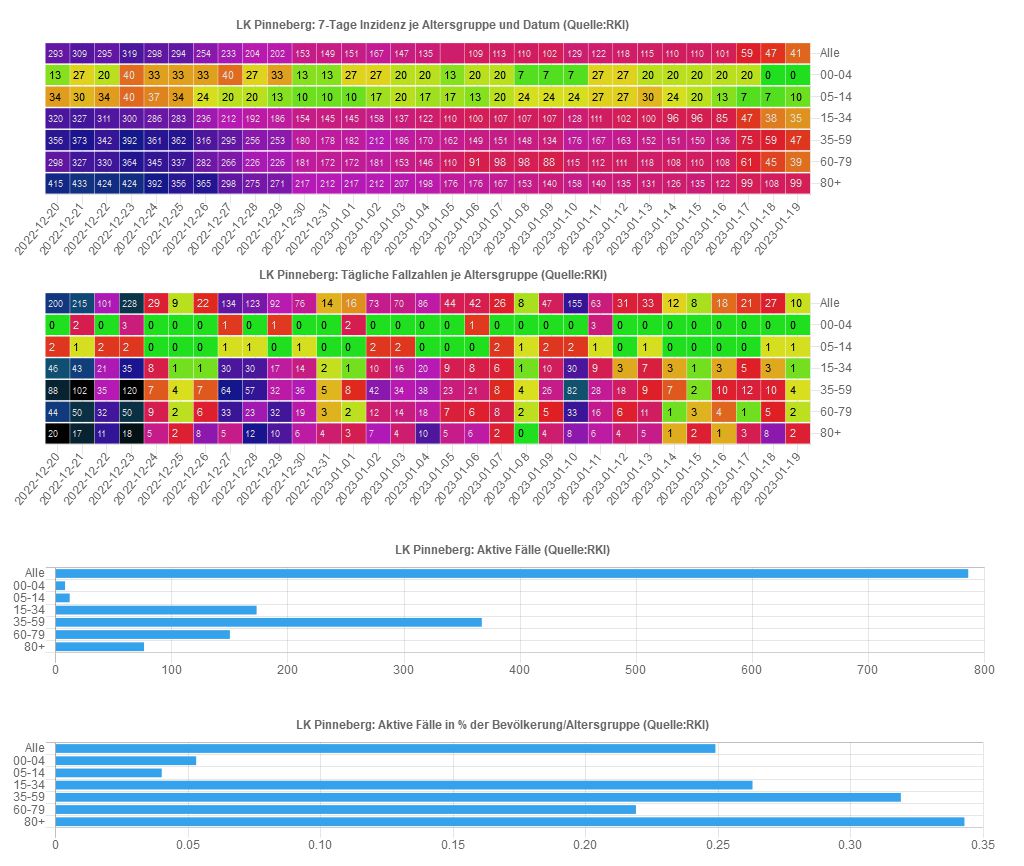 LK Pinneberg: 7-Tage Inzidenz je Altersgruppe und Datum (Quelle:RKI)
293 309 295 319 298 294 254 233 204 202 153 149 151 167 147 135 109 113 110 102 129 122 118 115 110 110 101 59 47 41 Alle
13 27 20 40 33 33 33 40 27 33 13 13 27 27 20 20 13 20 20 7 7 7 27 27 20 20 20 20 20 0 0 00-04
34 30 34 40 37 34 24 20 20 13 10 10 10 17 20 17 17 13 20 24 24 24 27 27 30 24 20 13 7 7 10 05-14
320 327 311 300 286 283 236 212 192 186 154 145 145 158 137 122 110 100 107 107 107 128 111 102 100 96 96 85 47 38 35 15-34
356 373 342 392 361 362 316 295 256 253 180 178 182 212 186 170 143 140 149 151 148 134 176 167 163 152 151 150 136 75 59 47 35-59
298 327 330 364 345 337 282 266 226 226 181 172 172 181 153 146 110 91 98 98 88 115 112 111 118 108 110 108 61 45 39 60-79
415 433 424 424 392 356 365 298 275 271 217 212 217 212 207 198 176 176 167 153 140 158 140 135 131 126 135 122 99 108 99 80+
2022-12-20 2022-12-21 2022-12-22 2022-12-23 2022-12-24 2022-12-25 2022-12-26 2022-12-27 2022-12-28 2022-12-29 2022-12-30 2022-12-31 2023-01-01 2023-01-02 2023-01-03 2023-01-04 2023-01-05 2023-01-06 2023-01-07 2023-01-08 2023-01-09 2023-01-10 2023-01-11 2023-01-12 2023-01-13 2023-01-14 2023-01-15 2023-01-16 2023-01-17 2023-01-18 2023-01-19
LK Pinneberg: Tägliche Fallzahlen je Altersgruppe (Quelle:RKI)
200 215 101 228 29 9 22 134 123 92 76 14 16 73 70 86 44 42 26 8 47 155 63 31 33 12 8 18 21 27 10 Alle
0 2 0 3 0 0 0 1 0 1 0 0 2 0 0 0 0 1 0 0 0 0 3 0 0 0 0 0 0 0 0 00-04
2 1 2 2 0 0 0 1 1 0 1 0 0 2 2 0 0 0 2 1 2 2 1 0 1 0 0 0 0 1 1 05-14
46 43 21 35 8 1 1 30 30 17 14 2 1 10 16 20 9 8 6 1 10 30 9 3 7 3 1 3 5 3 1 15-34
88 102 35 120 7 4 7 64 57 32 36 5 8 42 34 38 23 21 8 4 26 82 28 18 9 7 2 10 12 10 4 35-59
44 50 32 50 9 2 6 33 23 32 19 3 2 12 14 18 7 6 8 2 5 33 16 6 11 1 3 4 1 5 2 60-79
20 17 11 18 5 2 8 5 12 10 6 4 3 7 4 10 5 6 2 0 4 8 6 4 5 1 2 1 3 8 2 80+
2022-12-20 2022-12-21 2022-12-22 2022-12-23 2022-12-24 2022-12-25 2022-12-26 2022-12-27 2022-12-28 2022-12-29 2022-12-30 2022-12-31 2023-01-01 2023-01-02 2023-01-03 2023-01-04 2023-01-05 2023-01-06 2023-01-07 2023-01-08 2023-01-09 2023-01-10 2023-01-11 2023-01-12 2023-01-13 2023-01-14 2023-01-15 2023-01-16 2023-01-17 2023-01-18 2023-01-19
LK Pinneberg: Aktive Fälle (Quelle:RKI)
Alle
00-04
05-14
15-34
35-59
60-79
80+
0 100 200 300 400 500 600 700 800
LK Pinneberg: Aktive Fälle in % der Bevölkerung/Altersgruppe (Quelle:RKI)
Alle
00-04
05-14
15-34
35-59
60-79
80+
0 0.05 0.10 0.15 0.20 0.25 0.30 0.35